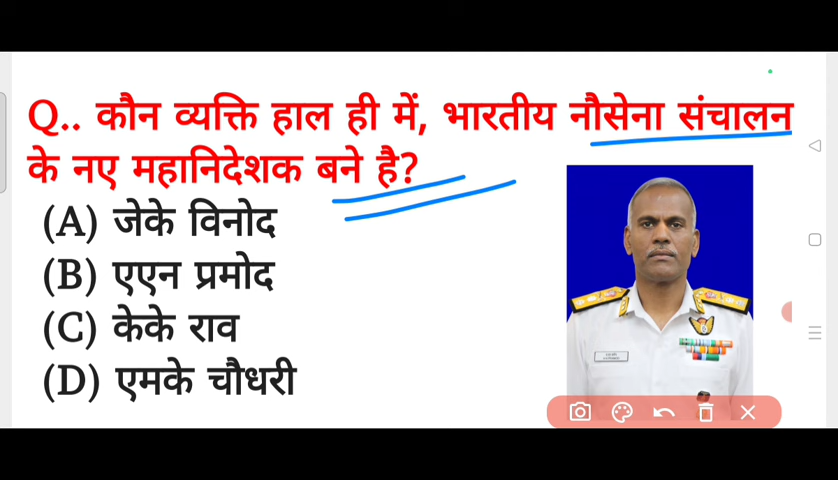 Q.. कौन व्यक्ति हाल ही में, भारतीय नौसेना संचालन
के नए महानिदेशक बने है?
(A) जेके विनोद
(B) एएन प्रमोद
(C) केके राव
(D) एमके चौधरी